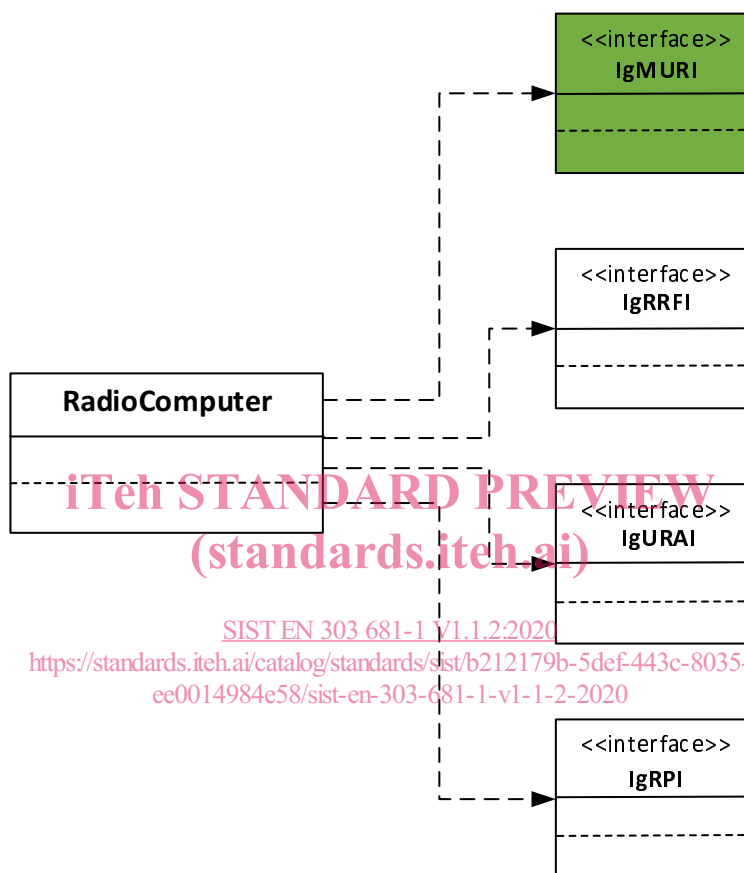 <<interface>>
IgMURI
<<interface>>
IgRRFI
RadioComputer
iTeh STANDARD PREVIEW
(standards.iteh.ai)
<<interface>>
IgURAI
SIST EN 303 681-1 V1.1.2:2020
https://standards.iteh.ai/catalog/standards/sist/b212179b-5def-443c-8035-
ee0014984e58/sist-en-303-681-1-v1-1-2-2020
<<interface>>
IgRPI